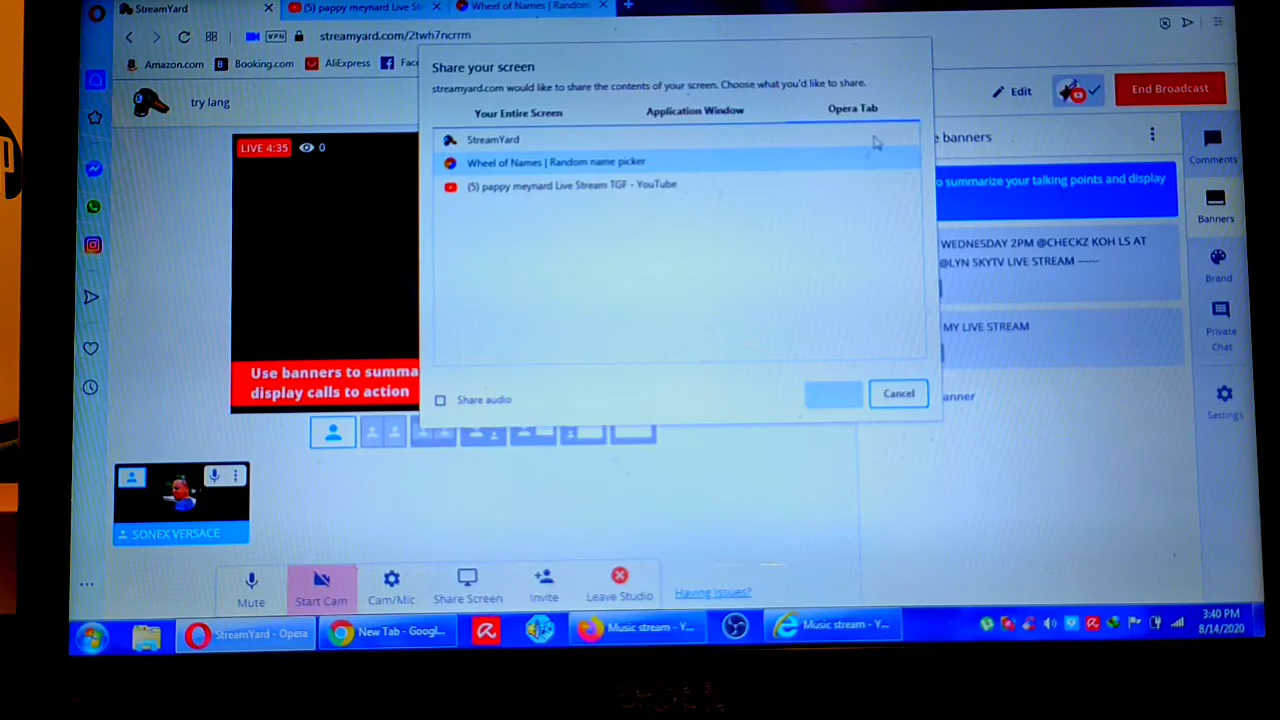 StreamYard
(5) pappy meynard Live St
Wheel of Names | Random
VPN
streamyard.com/2twh7ncrrm
Amazon.com
Booking.com
AliExpress
try lang
Edit
End Broadcast
Share your screen
streamyard.com would like to share the contents of your screen. Choose what you'd like to share.
Your Entire Screen
Application Window
Opera Tab
StreamYard
Wheel of Names | Random name picker
(5) pappy meynard Live Stream TGF - YouTube
Share audio
Cancel
LIVE 4:35
0
Use banners to summa
display calls to action
e banners
o summarize your talking points and display
WEDNESDAY 2PM @CHECKZ KOH LS AT
@LYN SKYTV LIVE STREAM -----
MY LIVE STREAM
anner
Comments
Banners
Brand
Private
Chat
Settings
SONEX VERSACE
Mute
Start Cam
Cam/Mic
Share Screen
Invite
Leave Studio
Having issues?
StreamYard - Opera
New Tab - Googl...
Music stream - Y...
Music stream - Y...
3:40 PM
8/14/2020